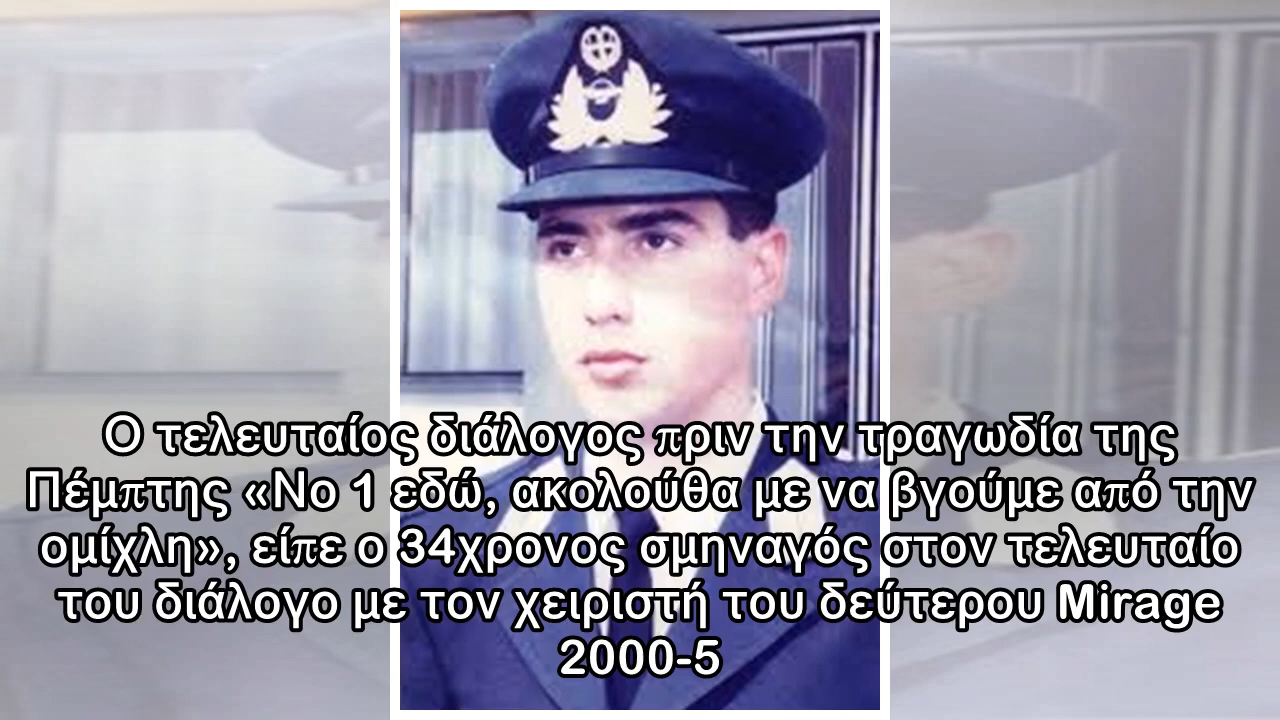 Ο τελευταίος διάλογος πριν την τραγωδία της
Πέμπτης «Νο 1 εδώ, ακολούθα με να βγούμε από την
ομίχλη», είπε ο 34χρονος σμηναγός στον τελευταίο
του διάλογο με τον χειριστή του δεύτερου Mirage
2000-5